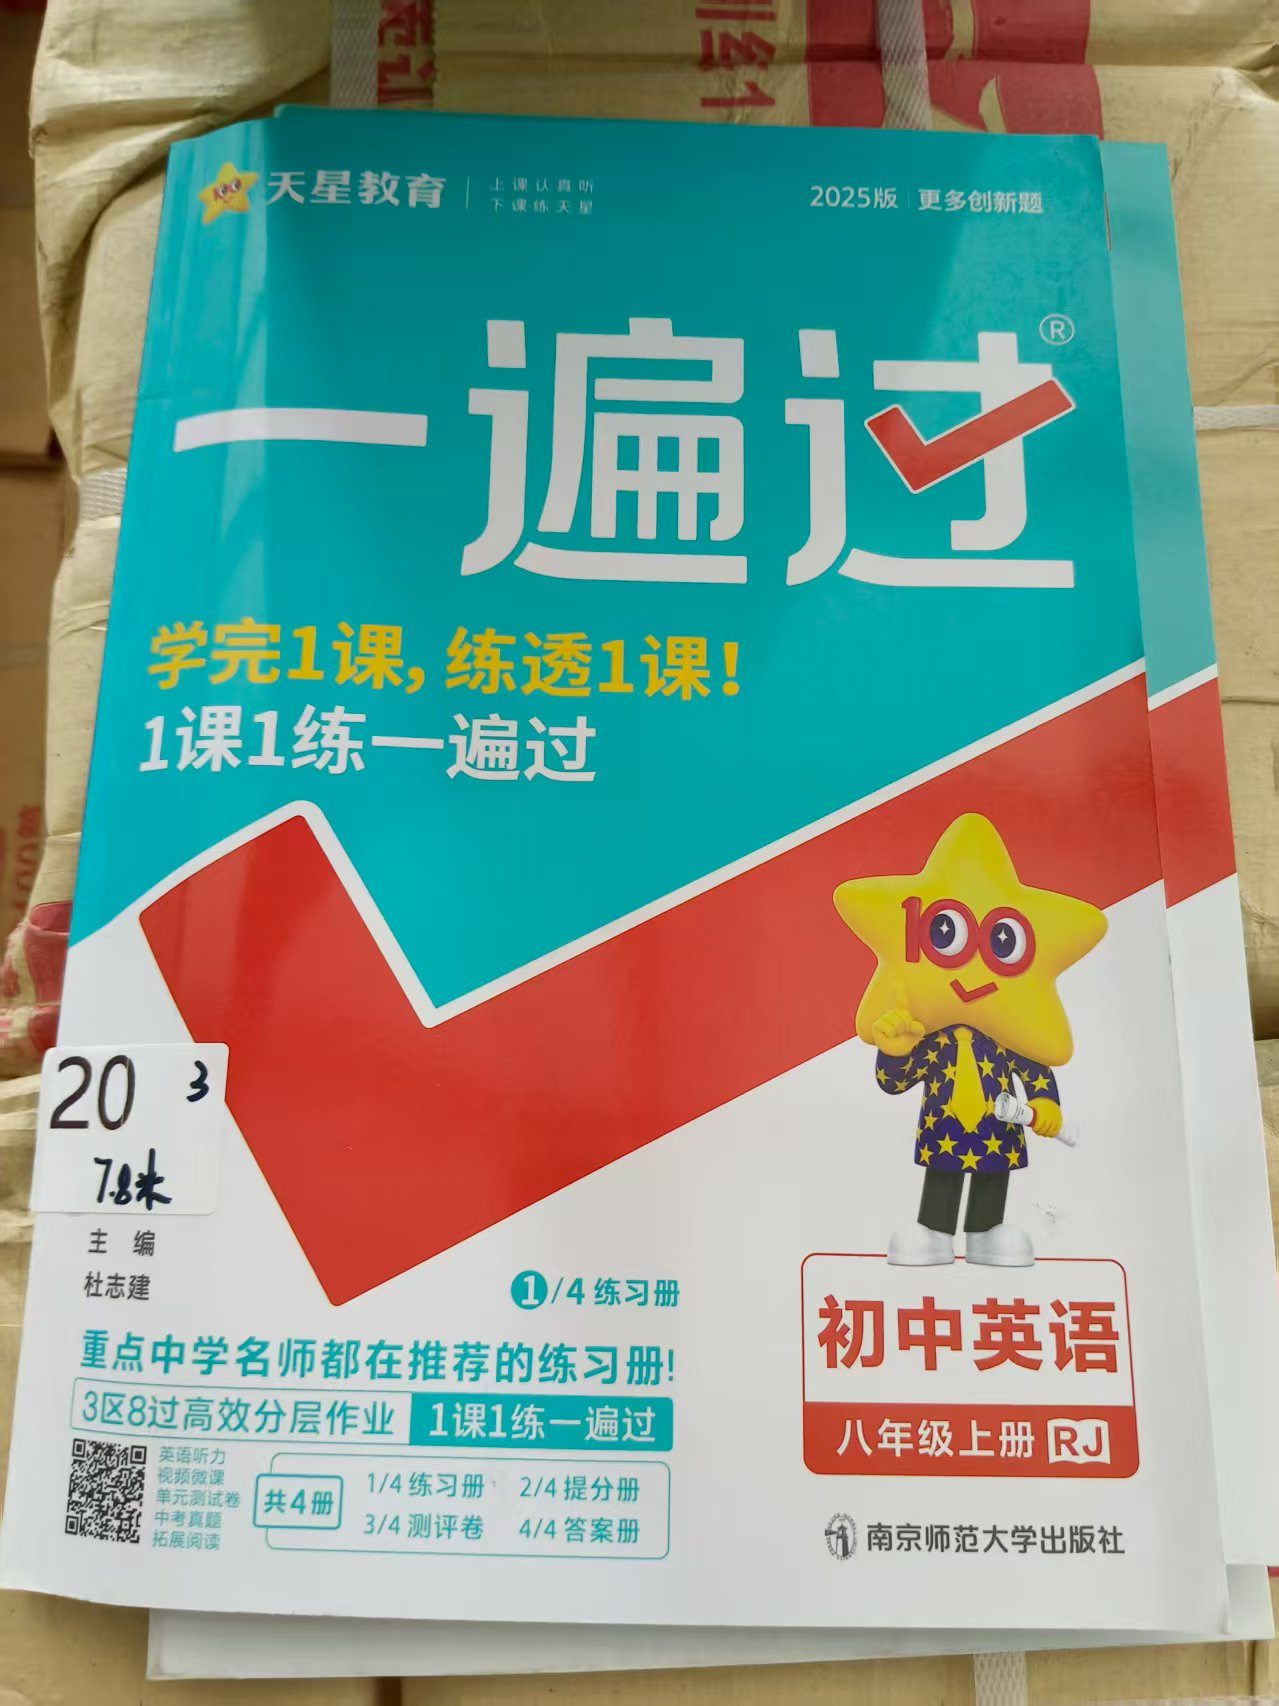 天星教育
上课认真听
下课练天星
2025版 更多创新题
一遍过®
学完1课,练透1课!
1课1练一遍过
100
20 3
7.8米
主 编
杜志建
1/4 练习册
重点中学名师都在推荐的练习册!
3区8过高效分层作业 1课1练一遍过
英语听力
视频微课
单元测试卷
中考真题
拓展阅读
共4册
1/4 练习册 2/4 提分册
3/4 测评卷 4/4 答案册
初中英语
八年级上册 RJ
南京师范大学出版社